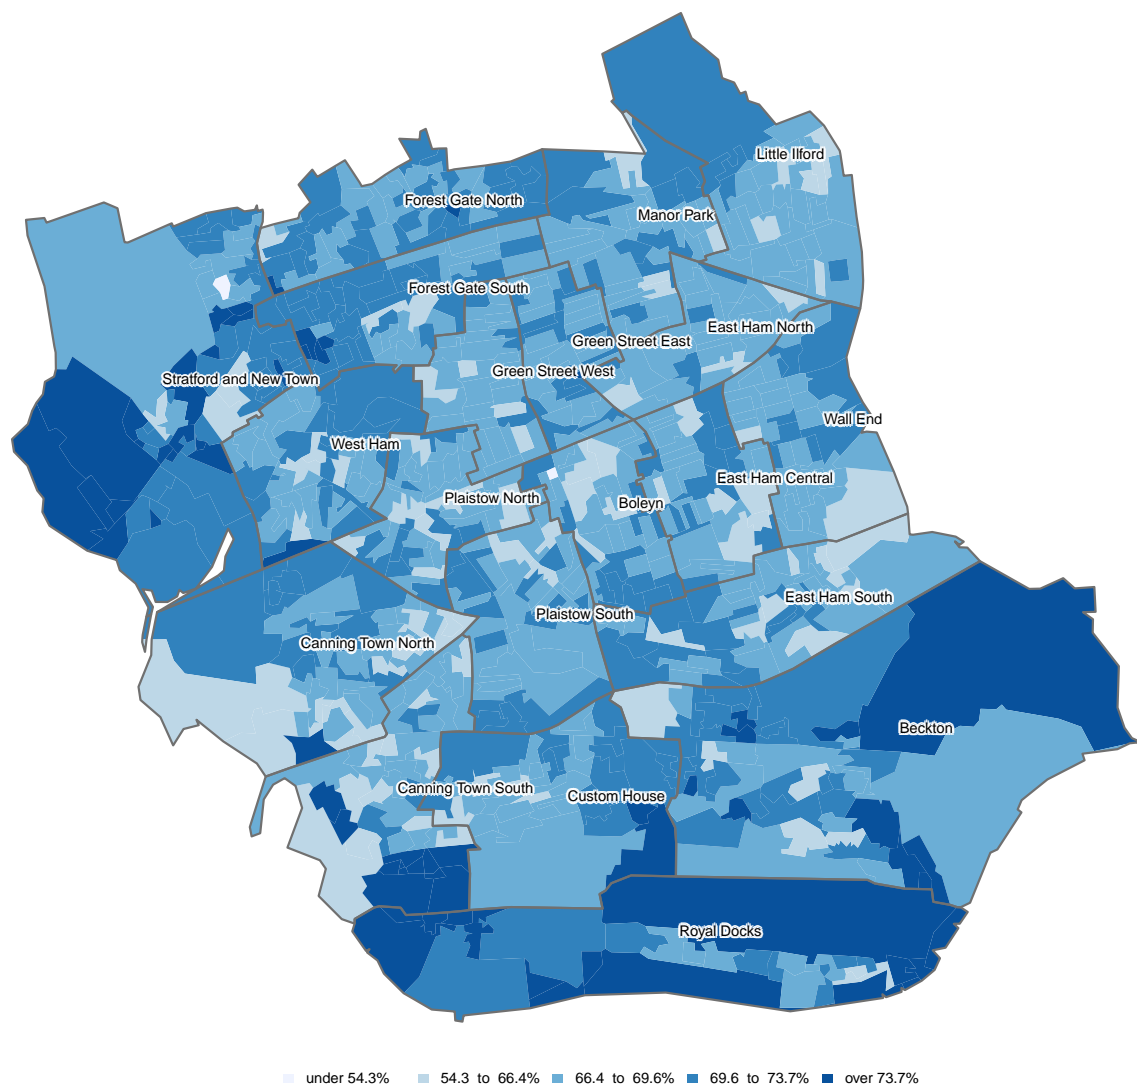 Little Ilford
Forest Gate North
Manor Park
Forest Gate South
East Ham North
Green Street East
Green Street West
Stratford and New Town
Wall End
West Ham
East Ham Central
Plaistow North
Boleyn
East Ham South
Plaistow South
Canning Town North
Beckton
Canning Town South
Custom House
Royal Docks
under 54.3% 54.3 to 66.4% 66.4 to 69.6% 69.6 to 73.7% over 73.7%